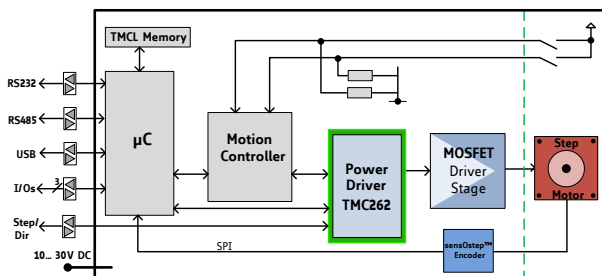 TMCL Memory
RS232
RS485
USB
3
I/Os
Step/
Dir
10... 30V DC
µC
Motion
Controller
Power
Driver
TMC262
MOSFET
Driver
Stage
Step
Motor
SPI
sensOstep™
Encoder